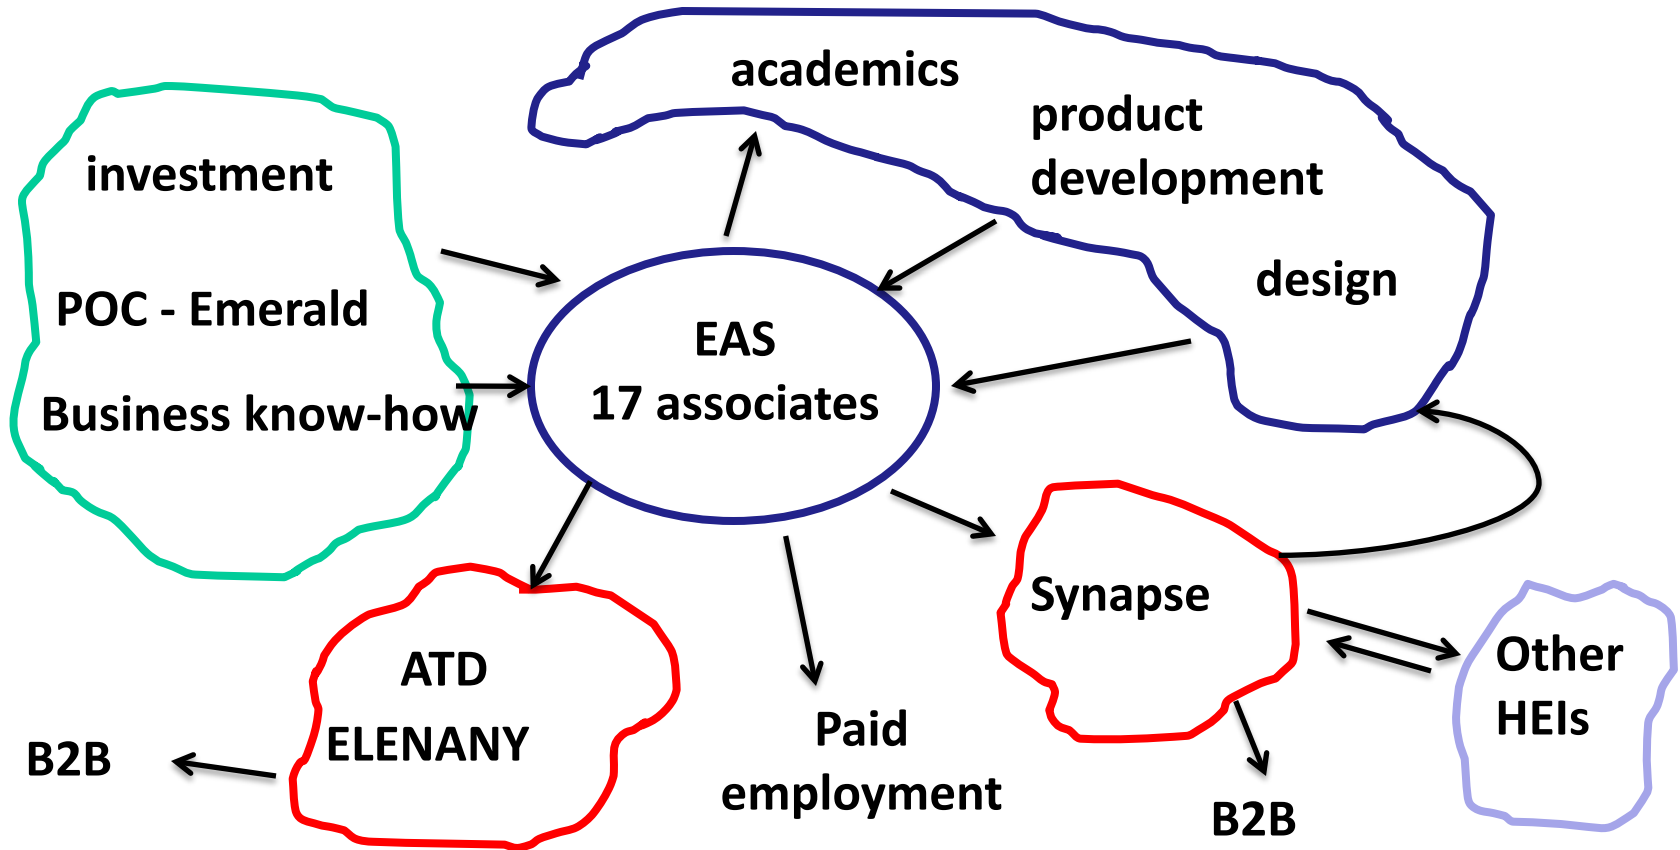 academics
product
development
design
investment
POC - Emerald
Business know-how
EAS
17 associates
Synapse
Other
HEIs
ATD
ELENANY
B2B
Paid
employment
B2B